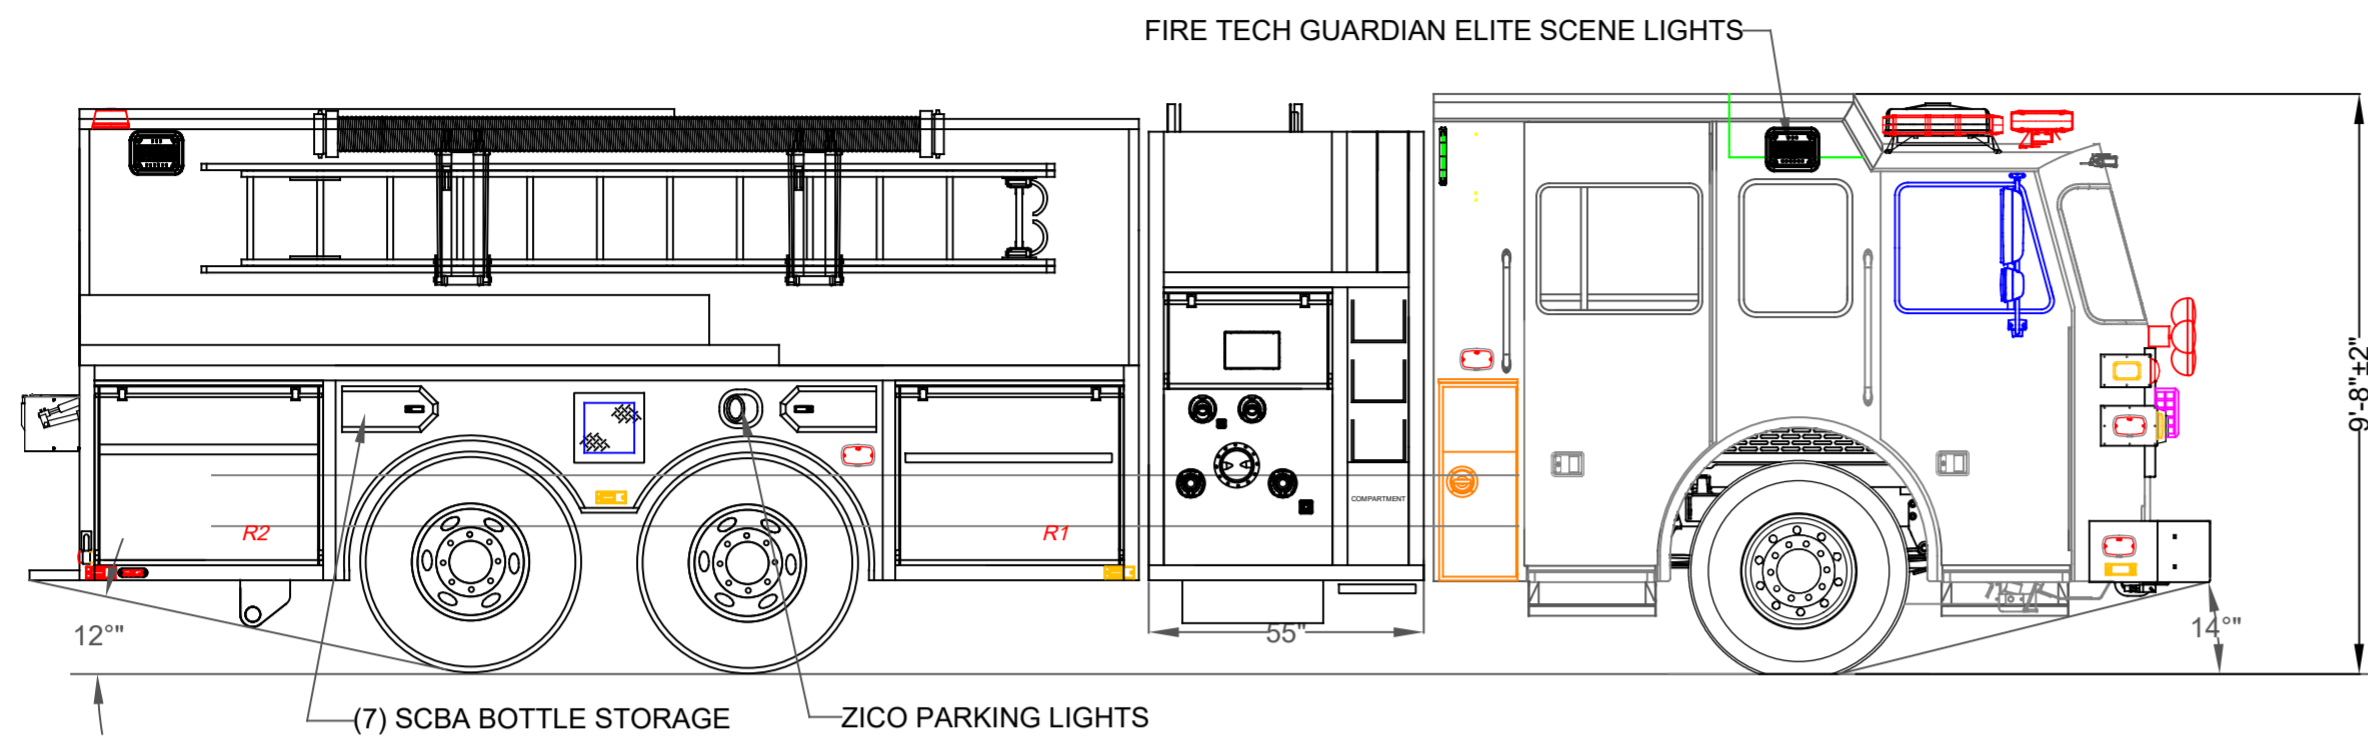 FIRE TECH GUARDIAN ELITE SCENE LIGHTS
9'-8"±2"
COMPARTMENT
R2
R1
12°"
55"
14°"
(7) SCBA BOTTLE STORAGE
ZICO PARKING LIGHTS